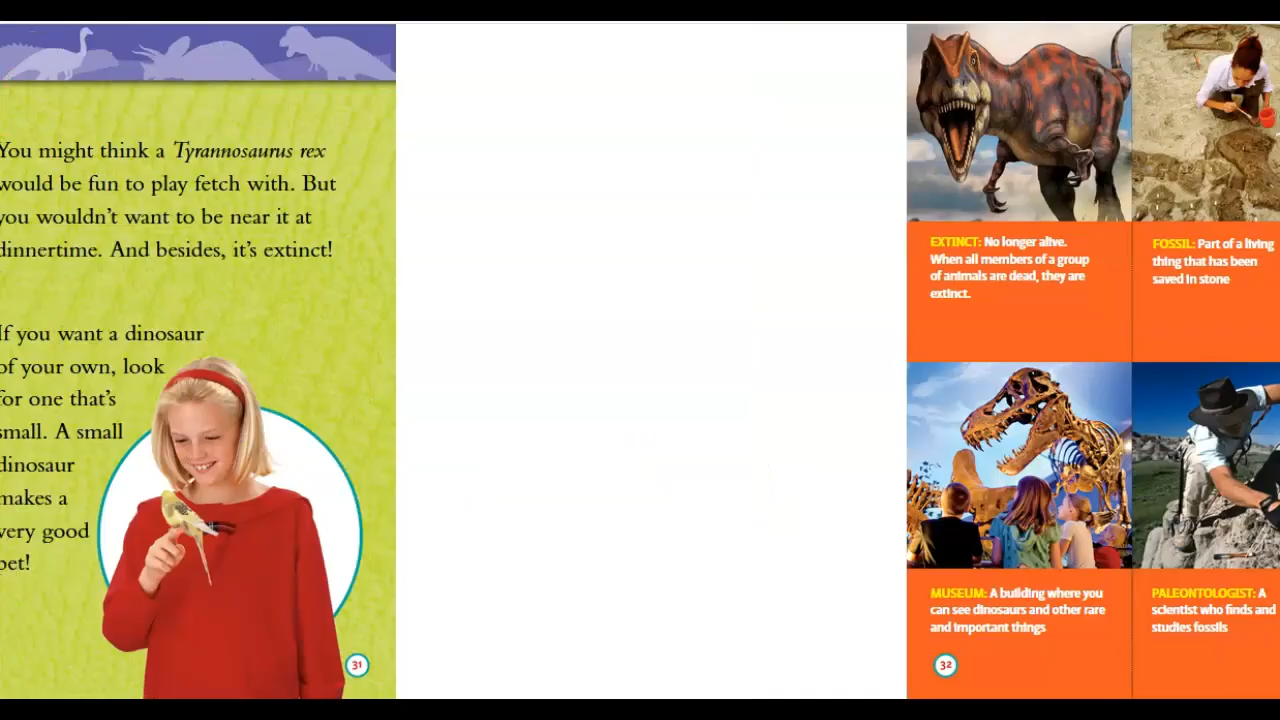 You might think a Tyrannosaurus rex
would be fun to play fetch with. But
you wouldn't want to be near it at
dinnertime. And besides, it's extinct!
If you want a dinosaur
of your own, look
for one that's
small. A small
dinosaur
makes a
very good
pet!
31
EXTINCT: No longer alive.
When all members of a group
of animals are dead, they are
extinct.
FOSSIL: Part of a living
thing that has been
saved in stone
MUSEUM: A building where you
can see dinosaurs and other rare
and important things
PALEONTOLOGIST: A
scientist who finds and
studies fossils
32